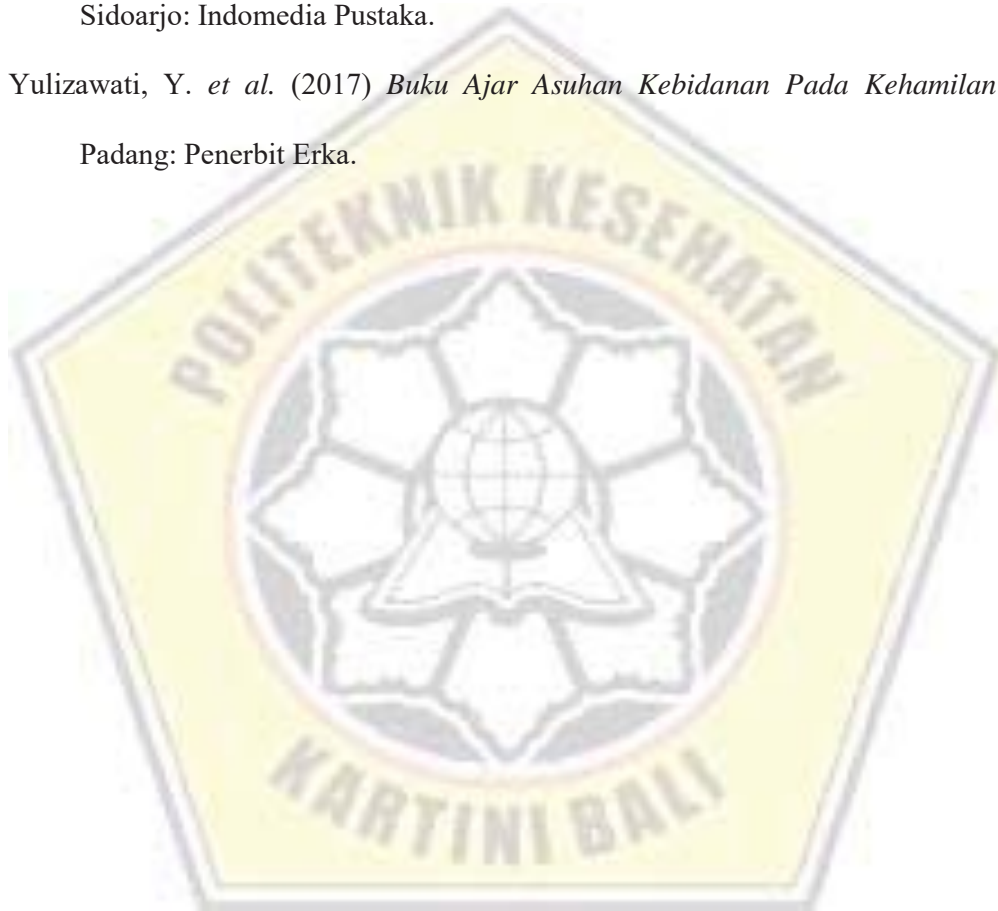 Sidoarjo: Indomedia Pustaka.
Yulizawati, Y. et al. (2017) Buku Ajar Asuhan Kebidanan Pada Kehamilan
Padang: Penerbit Erka.
POLITEKNIK KESEHATAN
KARTINI BALI